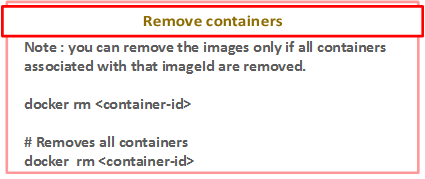 Remove containers
Note : you can remove the images only if all containers
associated with that imageId are removed.
docker rm <container-id>
# Removes all containers
docker  rm <container-id>